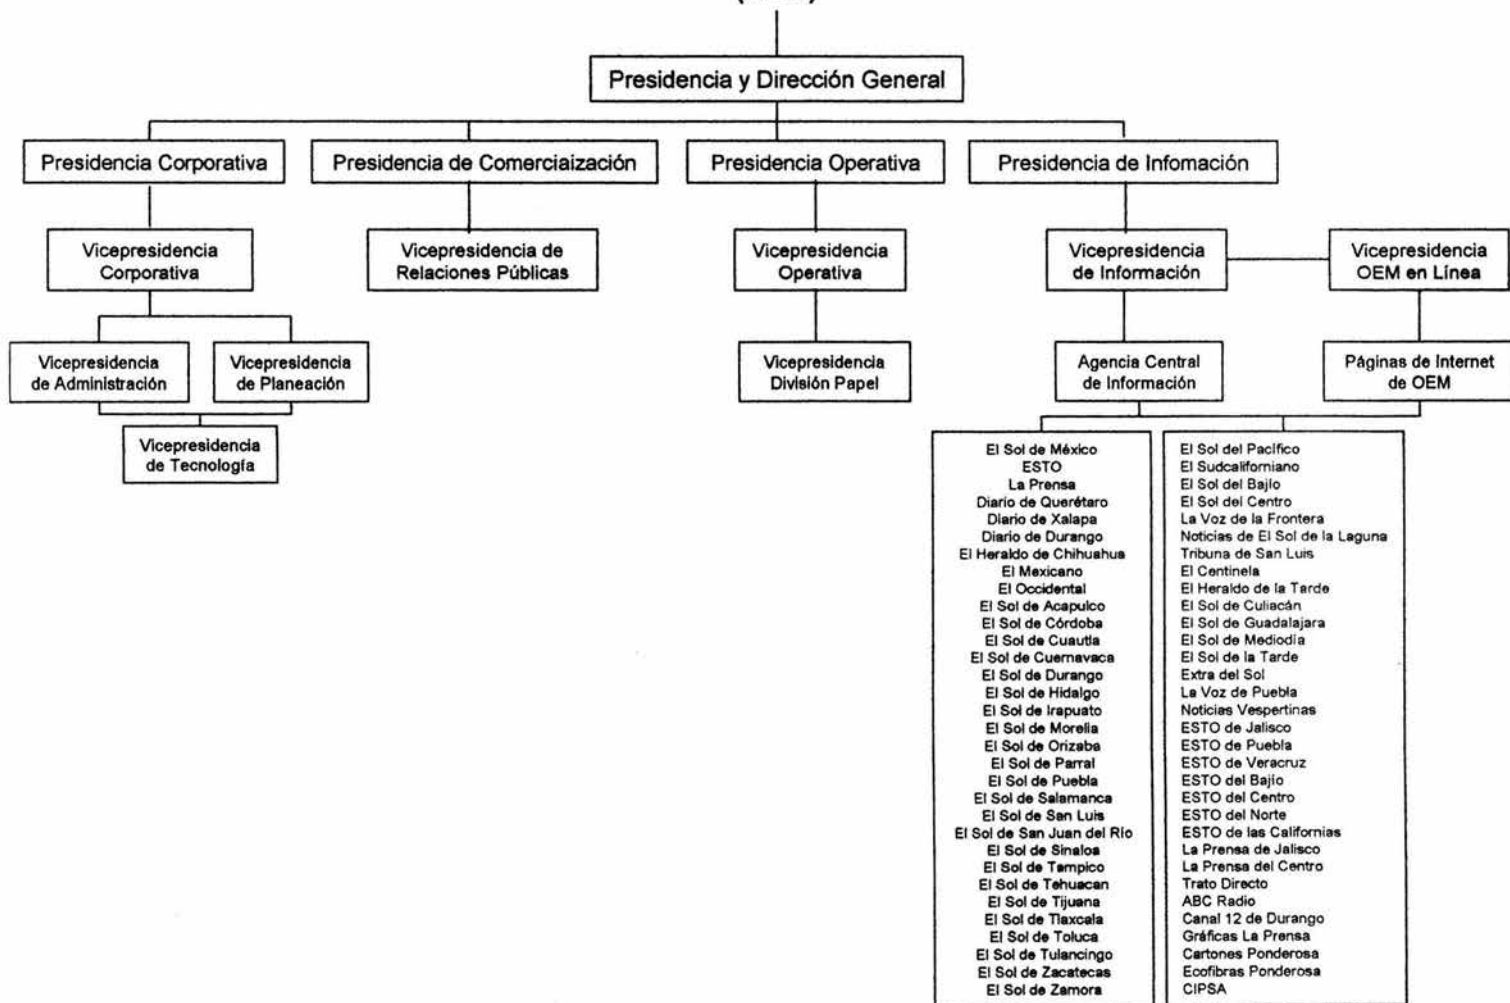 Presidencia y Dirección General
Presidencia Corporativa
Presidencia de Comerciaización
Presidencia Operativa
Presidencia de Infomación
Vicepresidencia
Corporativa
Vicepresidencia de
Relaciones Públicas
Vicepresidencia
Operativa
Vicepresidencia
de Información
Vicepresidencia
OEM en Línea
Vicepresidencia
de Administración
Vicepresidencia
de Planeación
Vicepresidencia
División Papel
Agencia Central
de Información
Páginas de Internet
de OEM
Vicepresidencia
de Tecnología
El Sol de México
ESTO
La Prensa
Diario de Querétaro
Diario de Xalapa
Diario de Durango
El Heraldo de Chihuahua
El Mexicano
El Occidental
El Sol de Acapulco
El Sol de Córdoba
El Sol de Cuautla
El Sol de Cuernavaca
El Sol de Durango
El Sol de Hidalgo
El Sol de Irapuato
El Sol de Morelia
El Sol de Orizaba
El Sol de Parral
El Sol de Puebla
El Sol de Salamanca
El Sol de San Luis
El Sol de San Juan del Río
El Sol de Sinaloa
El Sol de Tampico
El Sol de Tehuacan
El Sol de Tijuana
El Sol de Tlaxcala
El Sol de Toluca
El Sol de Tulancingo
El Sol de Zacatecas
El Sol de Zamora
El Sol del Pacífico
El Sudcaliforniano
El Sol del Bajío
El Sol del Centro
La Voz de la Frontera
Noticias de El Sol de la Laguna
Tribuna de San Luis
El Centinela
El Heraldo de la Tarde
El Sol de Culiacán
El Sol de Guadalajara
El Sol de Mediodía
El Sol de la Tarde
Extra del Sol
La Voz de Puebla
Noticias Vespertinas
ESTO de Jalisco
ESTO de Puebla
ESTO de Veracruz
ESTO del Bajío
ESTO del Centro
ESTO del Norte
ESTO de las Californias
La Prensa de Jalisco
La Prensa del Centro
Trato Directo
ABC Radio
Canal 12 de Durango
Gráficas La Prensa
Cartones Ponderosa
Ecofibras Ponderosa
CIPSA